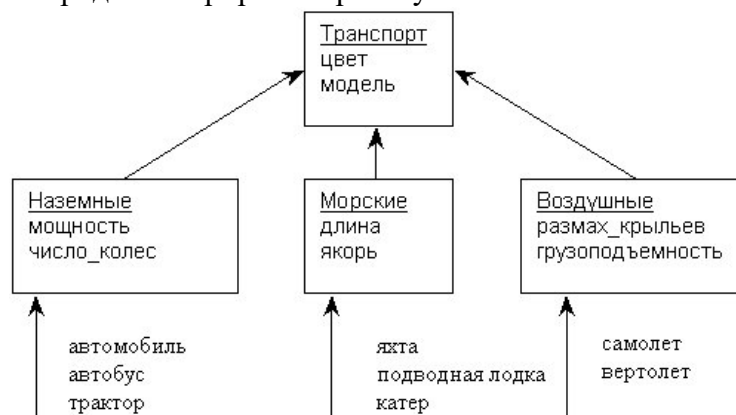 Транспорт
цвет
модель
Наземные
мощность
число_колес
Морские
длина
якорь
Воздушные
размах_крыльев
грузоподъемность
автомобиль
автобус
трактор
яхта
подводная лодка
катер
самолет
вертолет